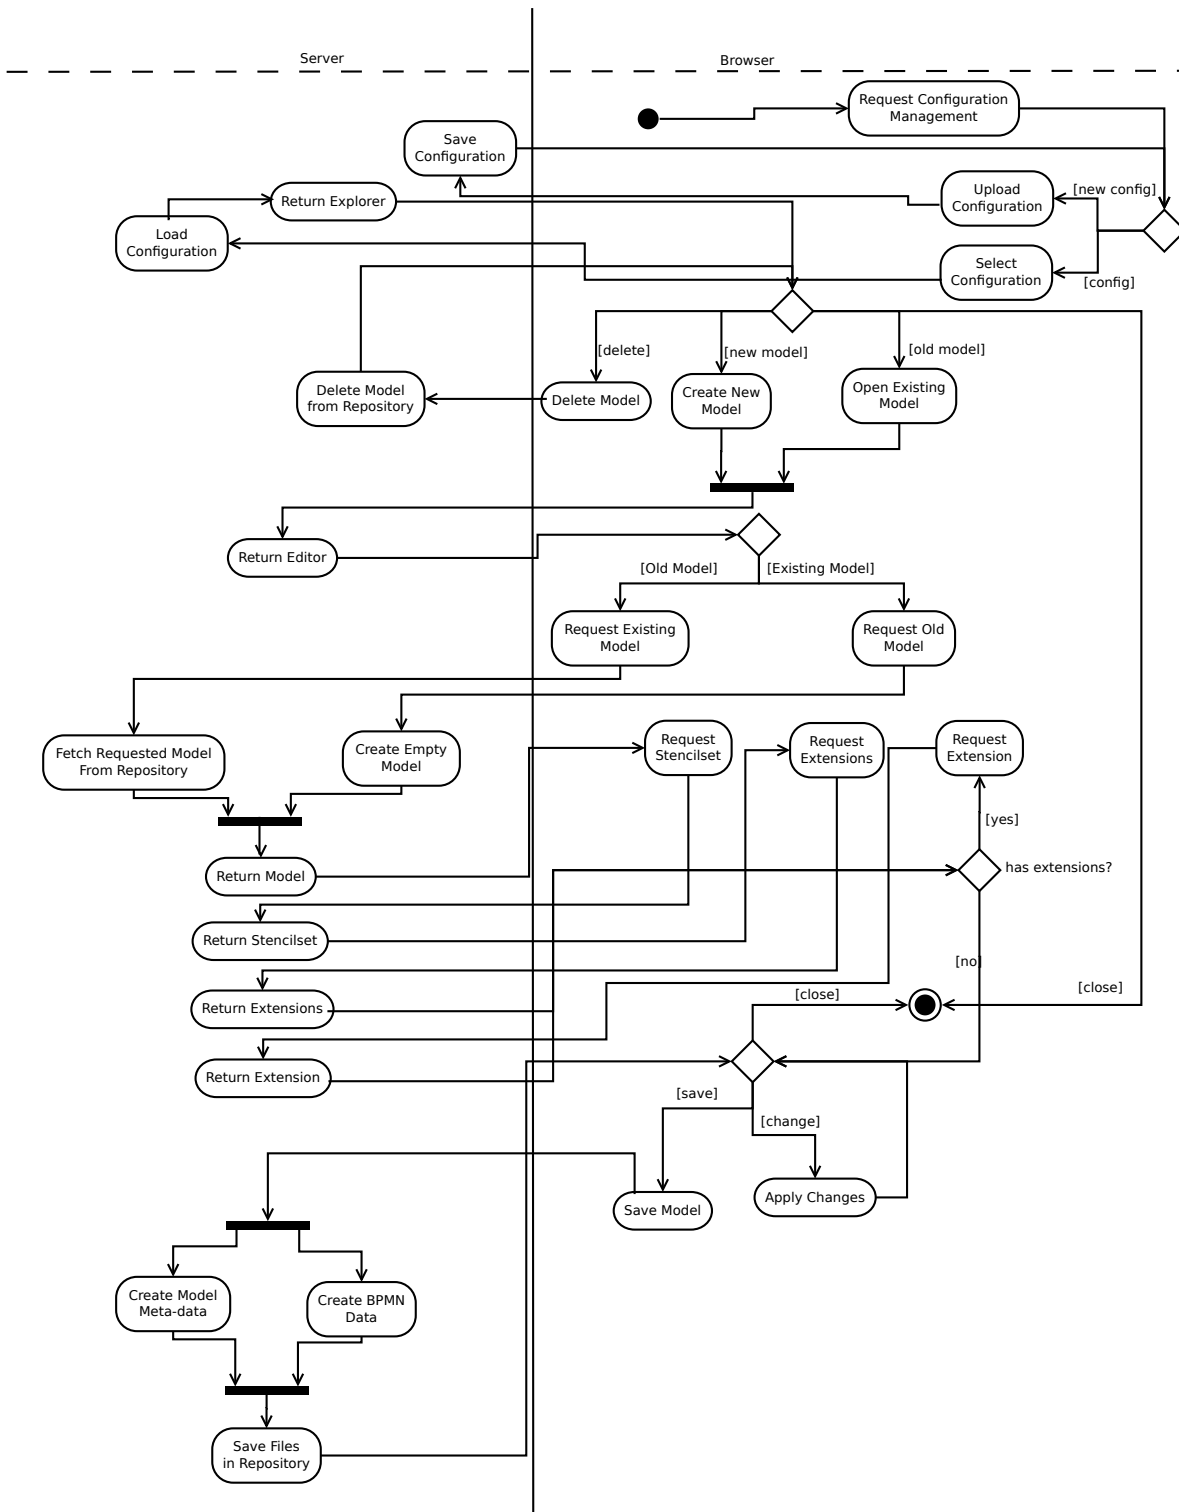 Server
Browser
Request Configuration
Management
Save
Configuration
Return Explorer
Upload
Configuration
[new config]
Load
Configuration
Select
Configuration
[config]
[delete]
[new model]
[old model]
Delete Model
from Repository
Delete Model
Create New
Model
Open Existing
Model
Return Editor
[Old Model]
[Existing Model]
Request Existing
Model
Request Old
Model
Fetch Requested Model
From Repository
Create Empty
Model
Request
Stencilset
Request
Extensions
Request
Extension
[yes]
has extensions?
Return Model
Return Stencilset
[no]
Return Extensions
[close]
[close]
Return Extension
[save]
[change]
Save Model
Apply Changes
Create Model
Meta-data
Create BPMN
Data
Save Files
in Repository